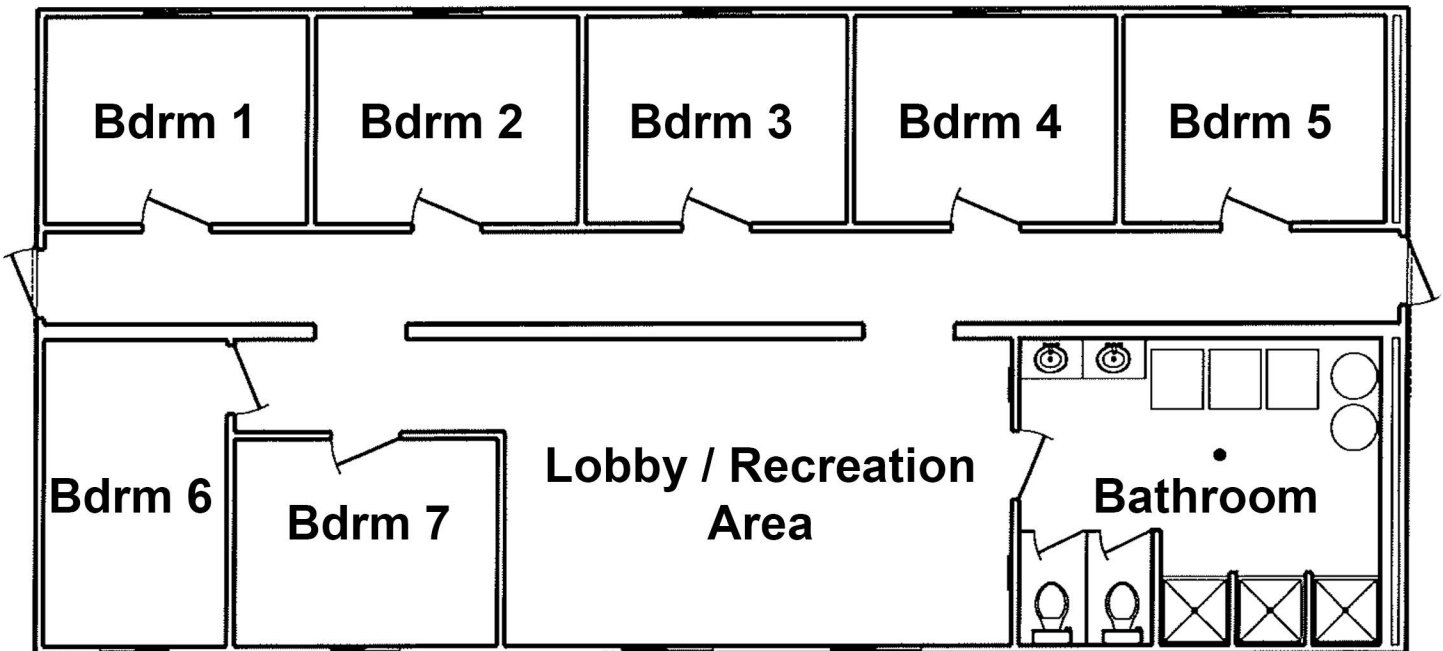 Bdrm 1
Bdrm 2
Bdrm 3
Bdrm 4
Bdrm 5
Bdrm 6
Bdrm 7
Lobby / Recreation
Area
Bathroom